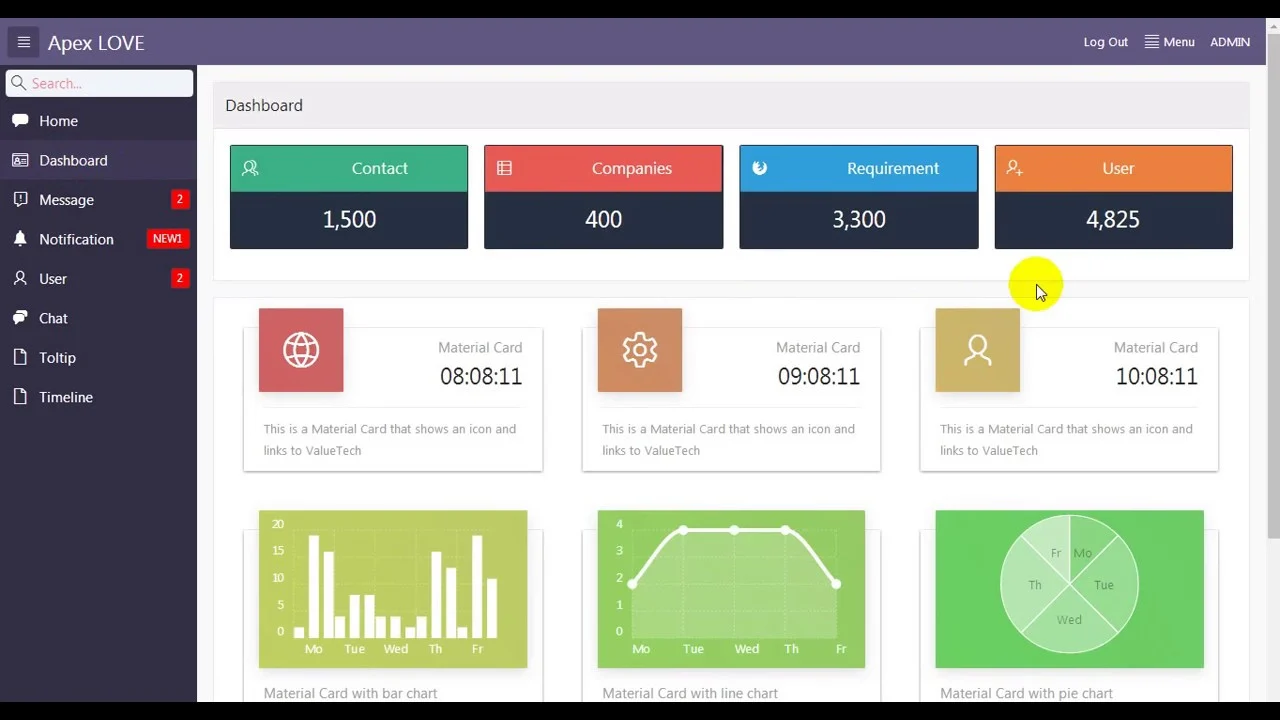 Apex LOVE
Log Out
Menu
ADMIN
Search...
Home
Dashboard
Message 2
Notification NEW1
User 2
Chat
Toltip
Timeline
Dashboard
Contact
1,500
Companies
400
Requirement
3,300
User
4,825
Material Card
08:08:11
This is a Material Card that shows an icon and
links to ValueTech
Material Card
09:08:11
This is a Material Card that shows an icon and
links to ValueTech
Material Card
10:08:11
This is a Material Card that shows an icon and
links to ValueTech
20
15
10
5
0
Mo Tue Wed Th Fr
Material Card with bar chart
4
3
2
1
0
Mo Tue Wed Th Fr
Material Card with line chart
Fr Mo
Th Tue
Wed
Material Card with pie chart